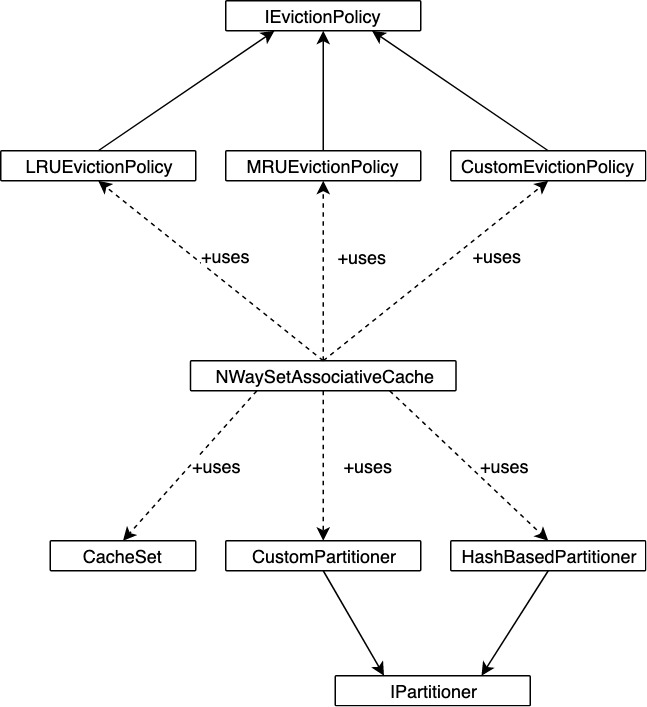 IEvictionPolicy
LRUEvictionPolicy
MRUEvictionPolicy
CustomEvictionPolicy
+uses
+uses
+uses
NWaySetAssociativeCache
+uses
+uses
+uses
CacheSet
CustomPartitioner
HashBasedPartitioner
IPartitioner